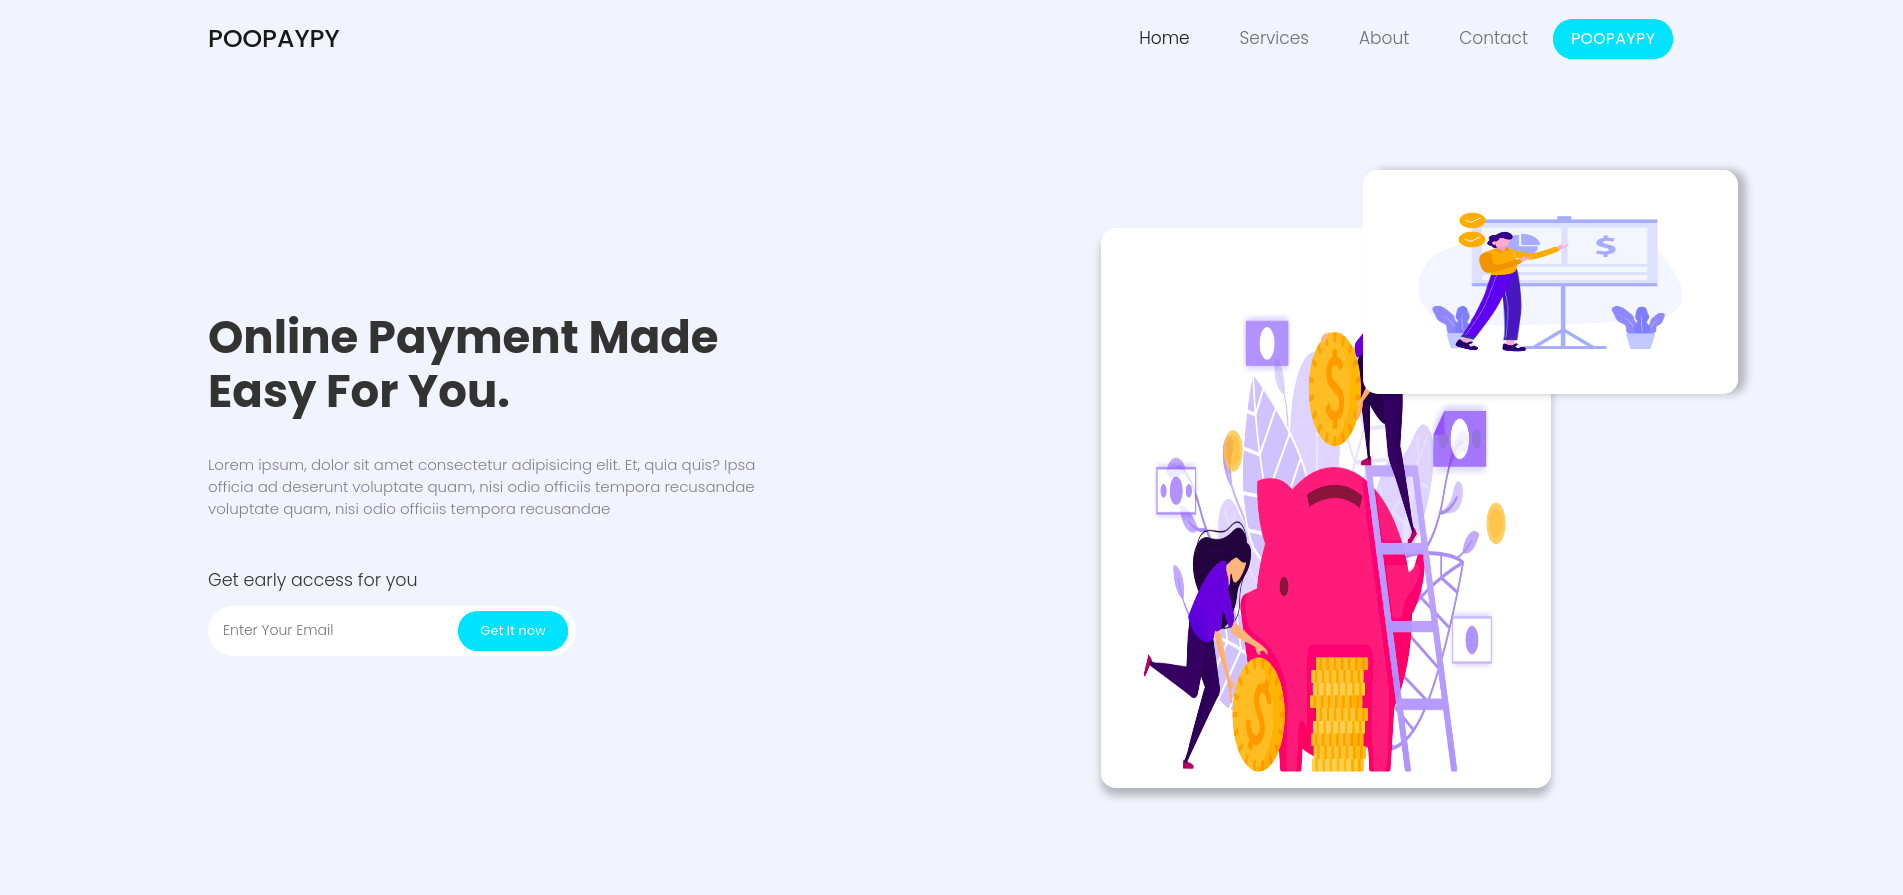 POOPAYPY
Home
Services
About
Contact
POOPAYPY
Online Payment Made
Easy For You.
Lorem ipsum, dolor sit amet consectetur adipisicing elit. Et, quia quis? Ipsa
officia ad deserunt voluptate quam, nisi odio officiis tempora recusandae
voluptate quam, nisi odio officiis tempora recusandae
Get early access for you
Enter Your Email
Get It now
$
$
$